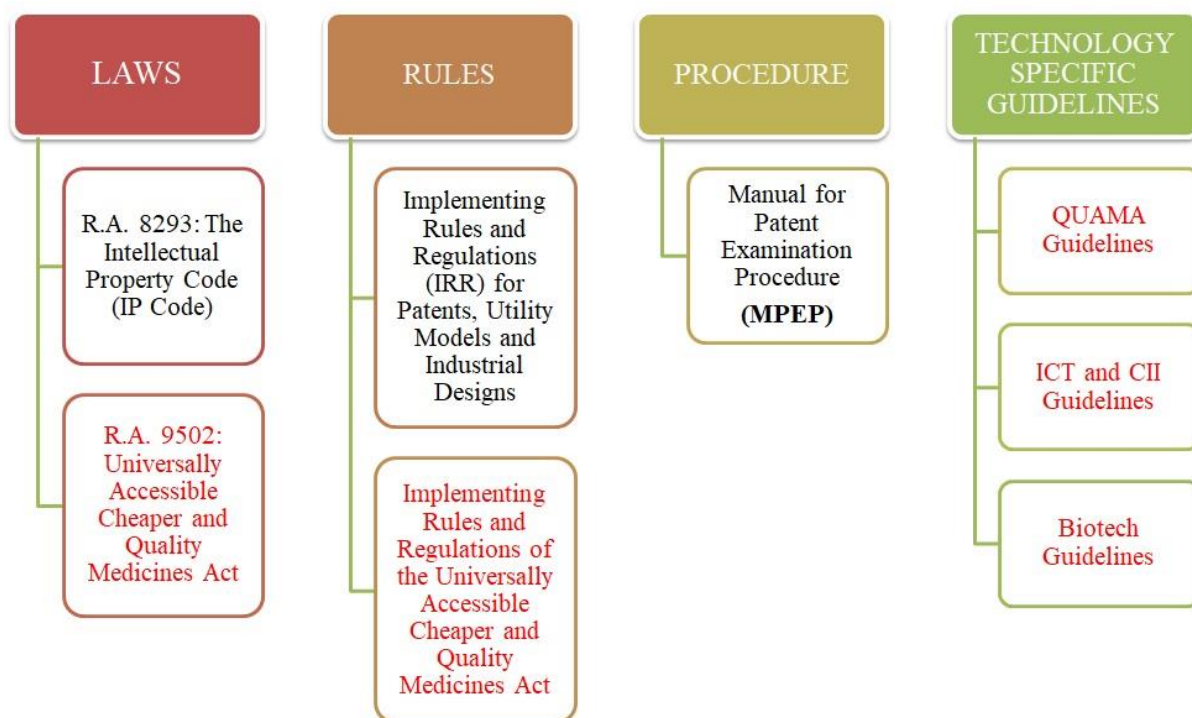 LAWS
R.A. 8293: The
Intellectual
Property Code
(IP Code)
R.A. 9502:
Universally
Accessible
Cheaper and
Quality
Medicines Act
RULES
Implementing
Rules and
Regulations
(IRR) for
Patents, Utility
Models and
Industrial
Designs
Implementing
Rules and
Regulations of
the Universally
Accessible
Cheaper and
Quality
Medicines Act
PROCEDURE
Manual for
Patent
Examination
Procedure
(MPEP)
TECHNOLOGY
SPECIFIC
GUIDELINES
QUAMA
Guidelines
ICT and CII
Guidelines
Biotech
Guidelines